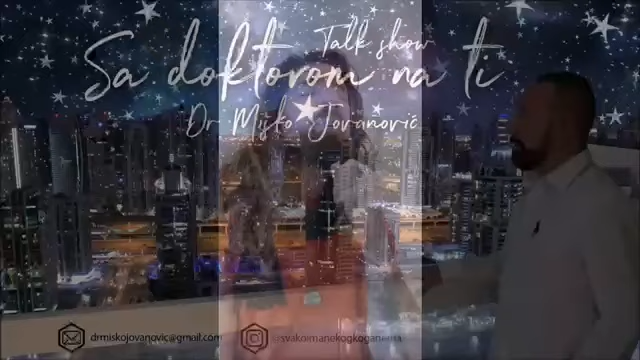 Talk show
Sa doktorom na ti
Dr Miško Jovanović
drmiskojovanovic@gmail.com